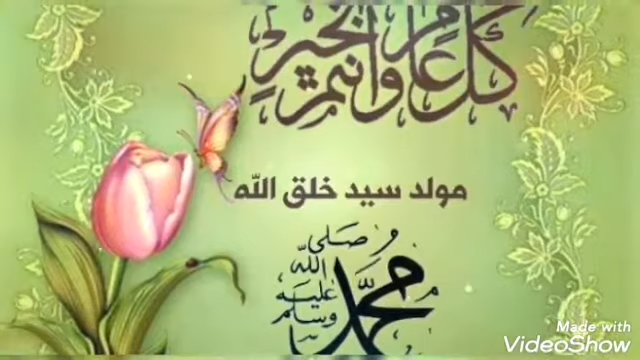 كل عام وأنتم بخير
مولد سيد خلق الله
محمد
صلى الله عليه وسلم
Made with
VideoShow